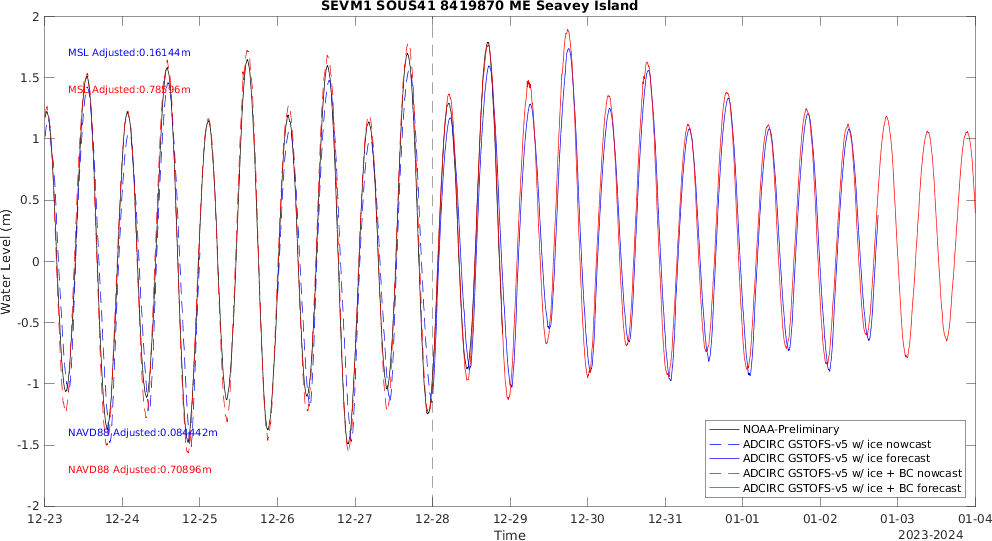 SEVM1 SOUS41 8419870 ME Seavey Island
Water Level (m)
2
1.5
1
0.5
0
-0.5
-1
-1.5
-2
MSL Adjusted:0.16144m
MSL Adjusted:0.78596m
NAVD88 Adjusted:0.084442m
NAVD88 Adjusted:0.70896m
NOAA-Preliminary
ADCIRC GSTOFS-v5 w/ ice nowcast
ADCIRC GSTOFS-v5 w/ ice forecast
ADCIRC GSTOFS-v5 w/ ice + BC nowcast
ADCIRC GSTOFS-v5 w/ ice + BC forecast
12-23 12-24 12-25 12-26 12-27 12-28 12-29 12-30 12-31 01-01 01-02 01-03 01-04
Time
2023-2024